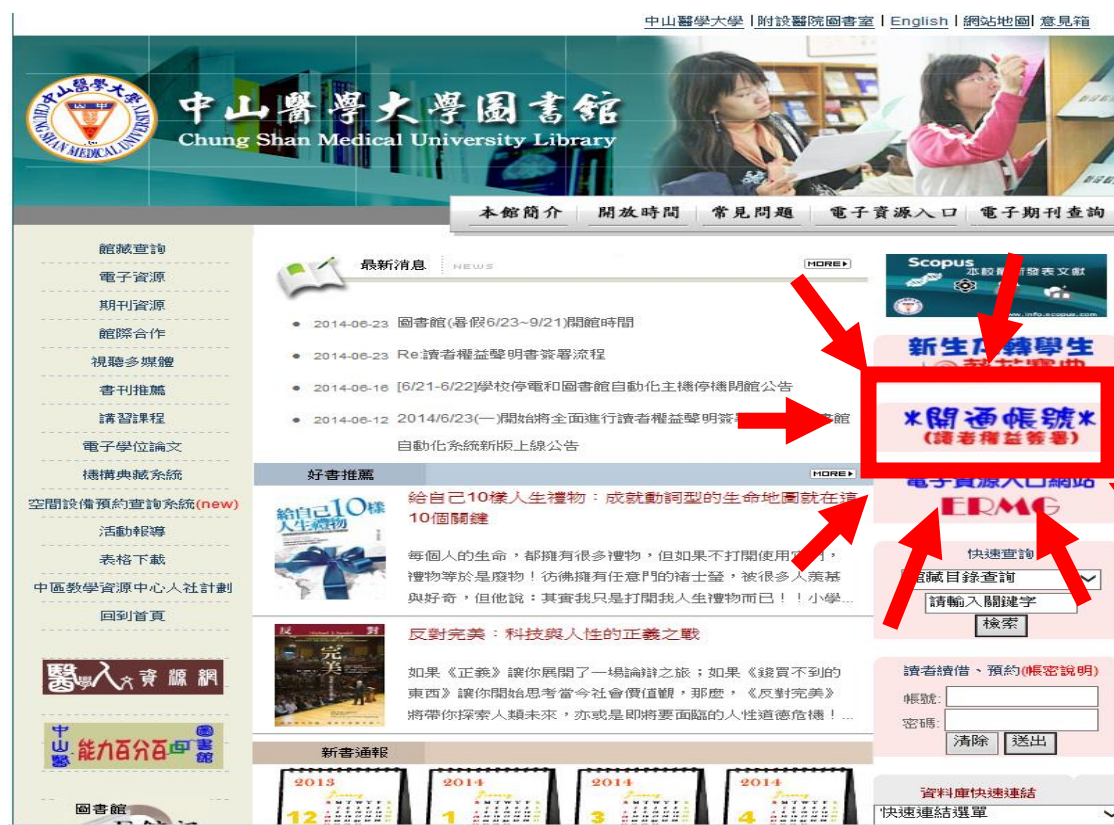 中山醫學大學 | 附設醫院圖書室 | English | 網站地圖 | 意見箱
中山醫學大學圖書館
Chung Shan Medical University Library
本館簡介 開放時間 常見問題 電子資源入口 電子期刊查詢
館藏查詢
電子資源
期刊資源
館際合作
視聽多媒體
書刊推薦
講習課程
電子學位論文
機構典藏系統
空間設備預約查詢系統(new)
活動報導
表格下載
中區教學資源中心人社計劃
回到首頁
醫學人文資源網
中山醫 能力百分百 圖書館
圖書館
最新消息 NEWS MORE
2014-06-23 圖書館(暑假6/23~9/21)開館時間
2014-06-23 Re:讀者權益聲明書簽署流程
2014-06-16 [6/21-6/22]學校停電和圖書館自動化主機停機閉館公告
2014-06-12 2014/6/23(一)開始將全面進行讀者權益聲明簽 書館
自動化系統新版上線公告
好書推薦 MORE
給自己10樣人生禮物
給自己10樣人生禮物：成就動詞型的生命地圖就在這
10個關鍵
每個人的生命，都擁有很多禮物，但如果不打開使用
禮物等於是廢物！彷彿擁有任意門的褚士瑩，被很多人羨慕
與好奇，但他說：其實我只是打開我人生禮物而已！！小學...
反對完美
反對完美：科技與人性的正義之戰
如果《正義》讓你展開了一場論辯之旅；如果《錢買不到的
東西》讓你開始思考當今社會價值觀，那麼，《反對完美》
將帶你探索人類未來，亦或是即將要面臨的人性道德危機！...
新書通報
2013 12
2014 1
2014 3
2014 4
Scopus
本校最新發表文獻
www.info.scopus.com
新生及轉學生
*開通帳號*
(讀者權益簽署)
電子資源入口網站
ERMG
快速查詢
館藏目錄查詢
請輸入關鍵字
檢索
讀者續借、預約(帳密說明)
帳號:
密碼:
清除 送出
資料庫快速連結
快速連結選單